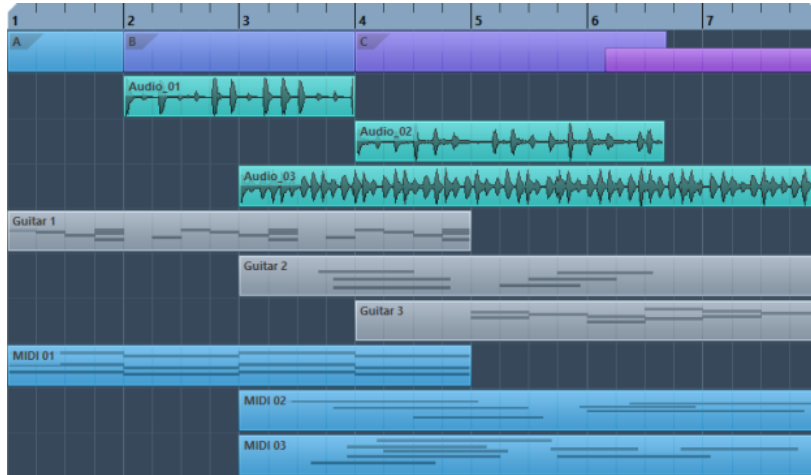 1 2 3 4 5 6 7
A B C
Audio_01
Audio_02
Audio_03
Guitar 1
Guitar 2
Guitar 3
MIDI 01
MIDI 02
MIDI 03